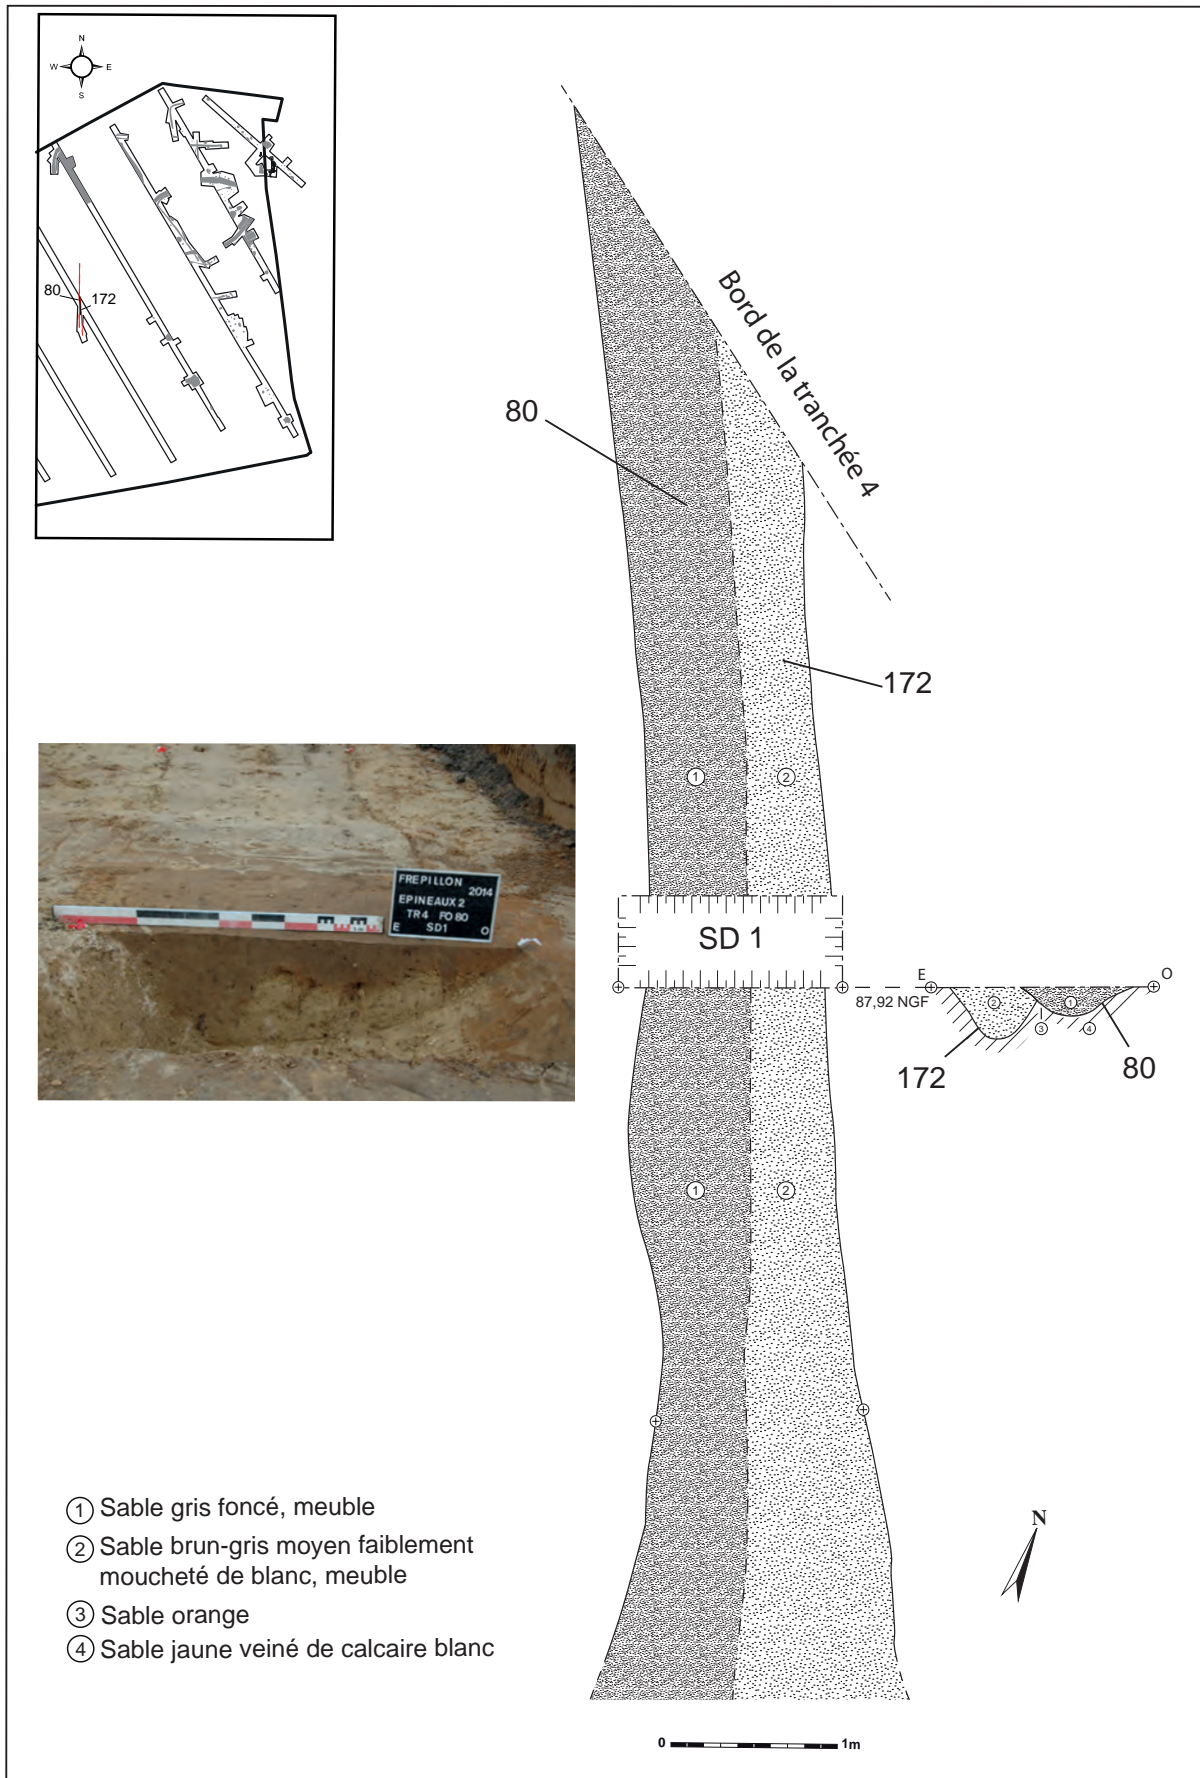 N
W E
S
80
172
Bord de la tranchée 4
80
172
1 2
FREPILLON
2014
EPINEAUX 2
TR4 FO 80
E SD1 O
SD 1
E O
87,92 NGF
2 1
3 4
172 80
1 2
1 Sable gris foncé, meuble
2 Sable brun-gris moyen faiblement
moucheté de blanc, meuble
3 Sable orange
4 Sable jaune veiné de calcaire blanc
N
0 1m